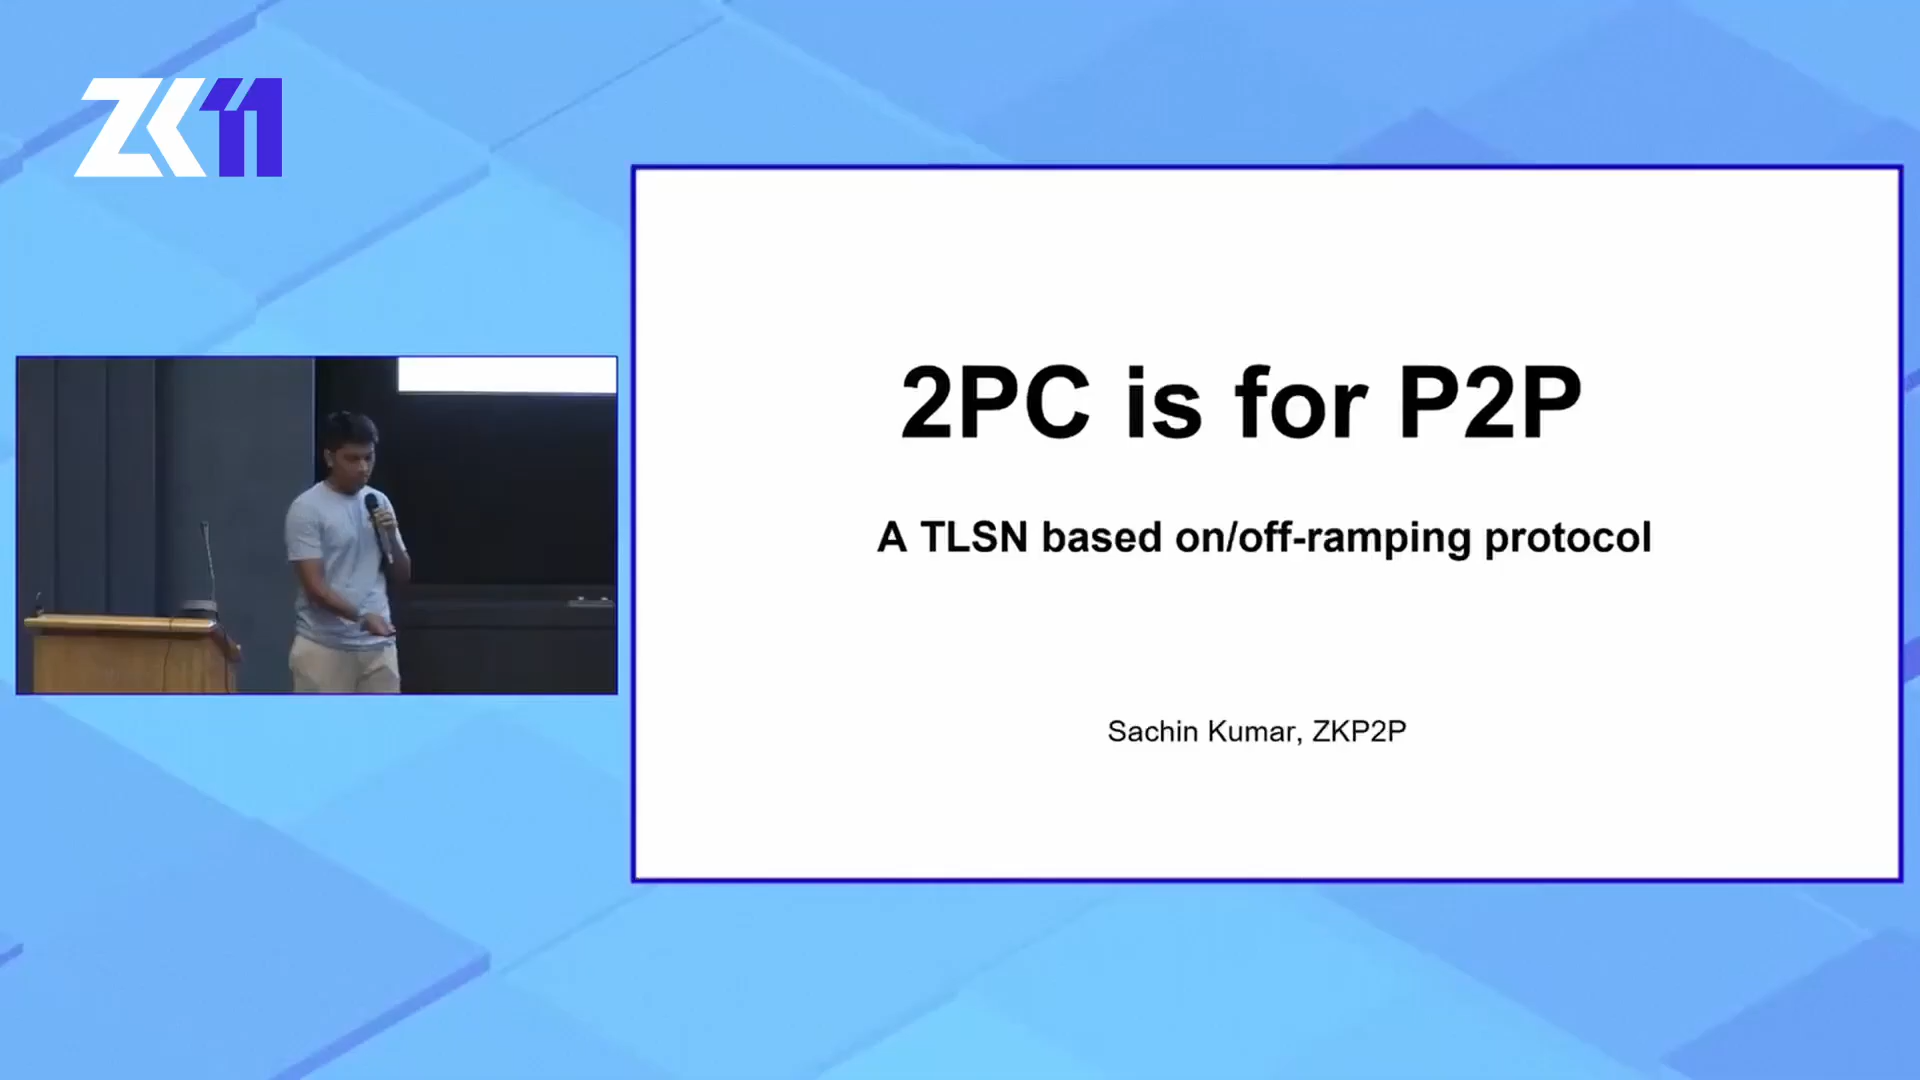 ZK11
2PC is for P2P
A TLSN based on/off-ramping protocol
Sachin Kumar, ZKP2P